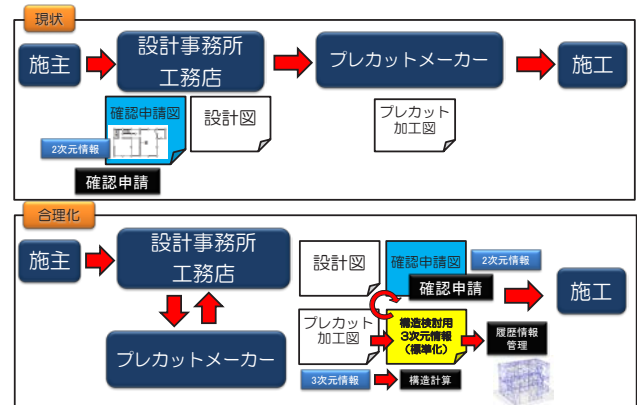 現状
施主
設計事務所
工務店
プレカットメーカー
施工
確認申請図
設計図
プレカット
加工図
2次元情報
確認申請
合理化
施主
設計事務所
工務店
設計図
確認申請図
2次元情報
確認申請
施工
プレカットメーカー
プレカット
加工図
構造検討用
3次元情報
（標準化）
履歴情報
管理
3次元情報
構造計算